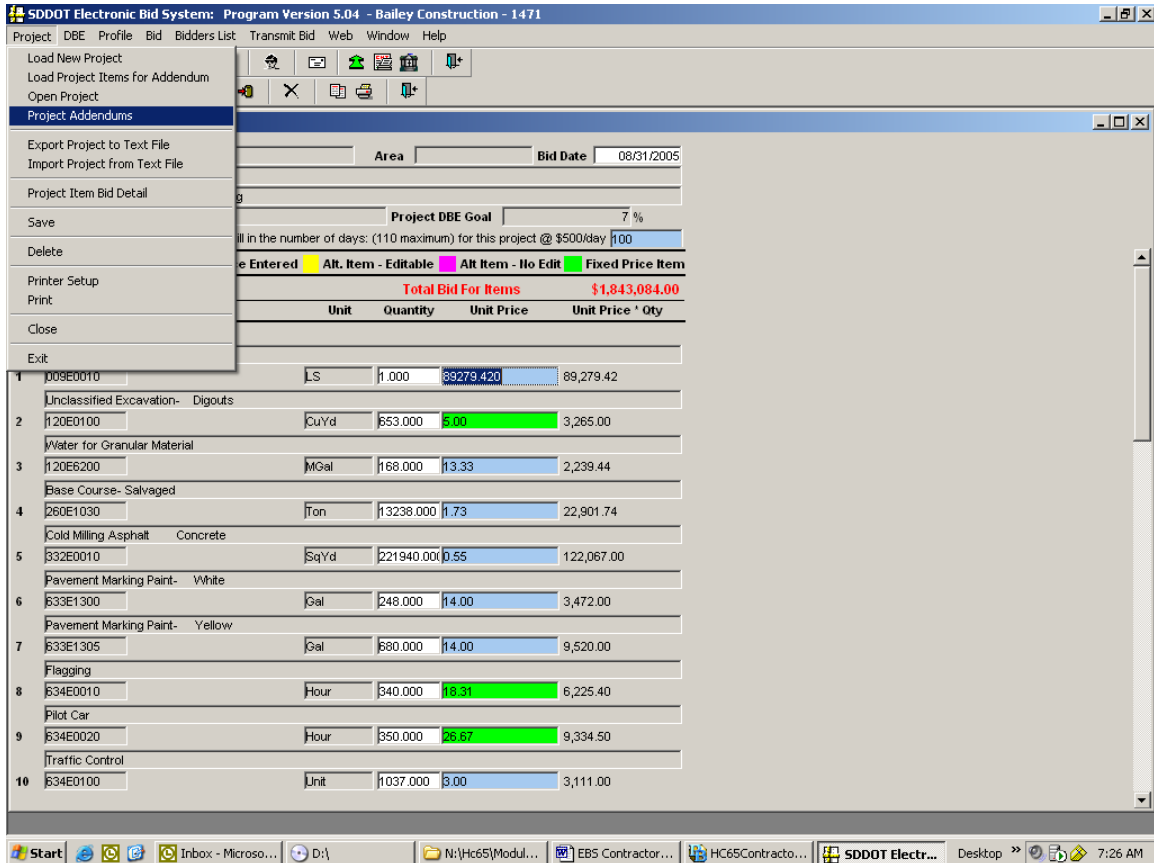 SDDOT Electronic Bid System: Program Version 5.04 - Bailey Construction - 1471
Project DBE Profile Bid Bidders List Transmit Bid Web Window Help
Load New Project
Load Project Items for Addendum
Open Project
Project Addendums
Export Project to Text File
Import Project from Text File
Project Item Bid Detail
Save
Delete
Printer Setup
Print
Close
Exit
Area Bid Date 08/31/2005
g
Project DBE Goal 7 %
ill in the number of days: (110 maximum) for this project @ $500/day 100
e Entered Alt. Item - Editable Alt Item - No Edit Fixed Price Item
Total Bid For Items $1,843,084.00
Unit Quantity Unit Price Unit Price * Qty
1 009E0010 LS 1.000 89279.420 89,279.42
Unclassified Excavation- Digouts
2 120E0100 CuYd 653.000 5.00 3,265.00
Water for Granular Material
3 120E6200 MGal 168.000 13.33 2,239.44
Base Course- Salvaged
4 260E1030 Ton 13238.000 1.73 22,901.74
Cold Milling Asphalt Concrete
5 332E0010 SqYd 221940.00( 0.55 122,067.00
Pavement Marking Paint- White
6 633E1300 Gal 248.000 14.00 3,472.00
Pavement Marking Paint- Yellow
7 633E1305 Gal 680.000 14.00 9,520.00
Flagging
8 634E0010 Hour 340.000 18.31 6,225.40
Pilot Car
9 634E0020 Hour 350.000 26.67 9,334.50
Traffic Control
10 634E0100 Unit 1037.000 3.00 3,111.00
Start Inbox - Microso... D:\ N:\Hc65\Modul... EBS Contractor... HC65Contracto... SDDOT Electr... Desktop » 7:26 AM